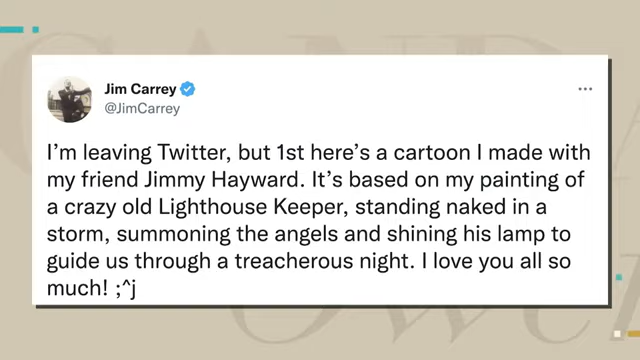 Jim Carrey
@JimCarrey
I’m leaving Twitter, but 1st here’s a cartoon I made with
my friend Jimmy Hayward. It’s based on my painting of
a crazy old Lighthouse Keeper, standing naked in a
storm, summoning the angels and shining his lamp to
guide us through a treacherous night. I love you all so
much! ;^j